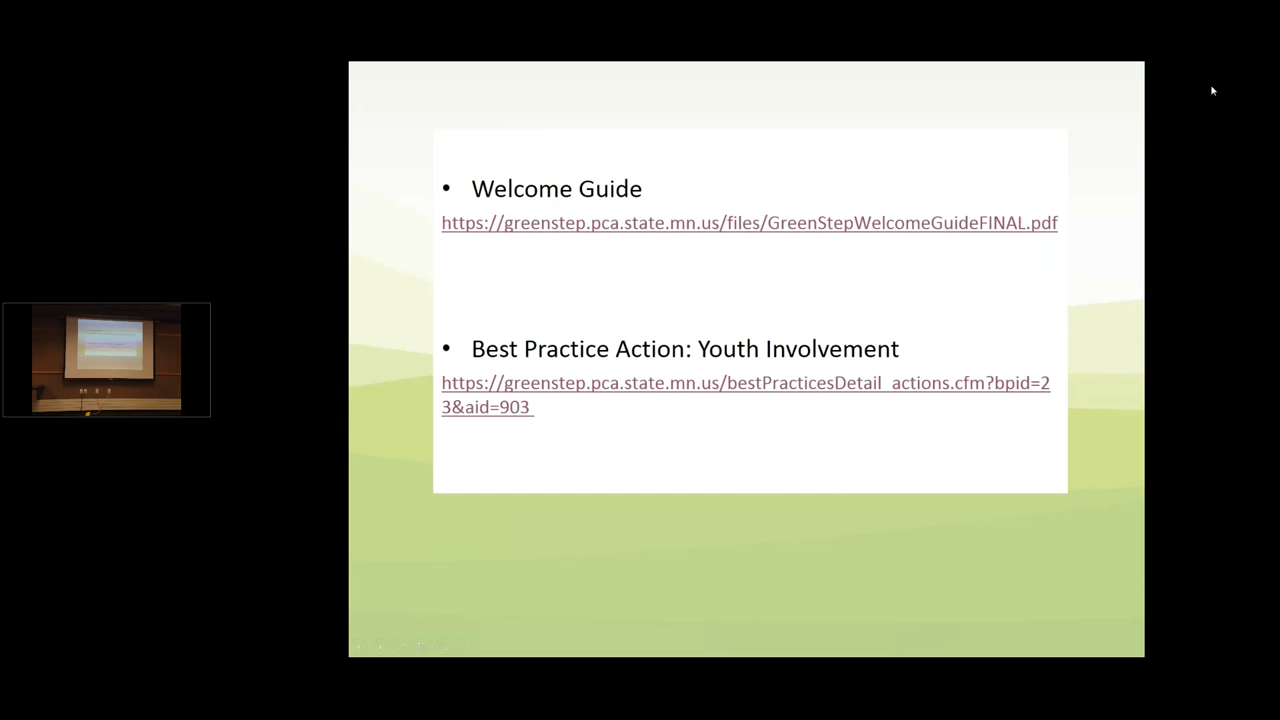 • Welcome Guide
https://greenstep.pca.state.mn.us/files/GreenStepWelcomeGuideFINAL.pdf
• Best Practice Action: Youth Involvement
https://greenstep.pca.state.mn.us/bestPracticesDetail_actions.cfm?bpid=2
3&aid=903